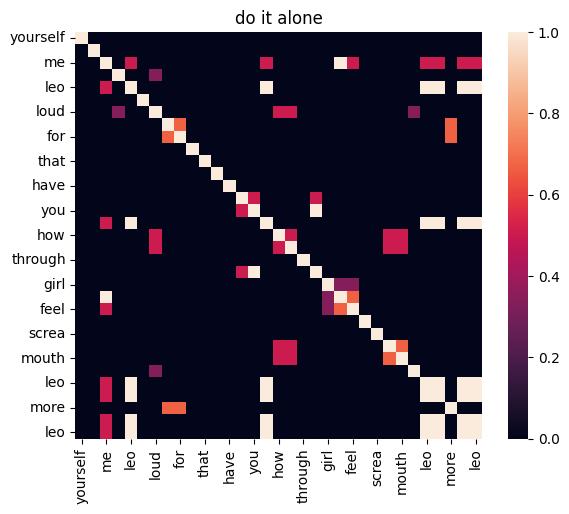 do it alone
yourself
me
leo
loud
for
that
have
you
how
through
girl
feel
screa
mouth
leo
more
leo
1.0
0.8
0.6
0.4
0.2
0.0
yourself
me
leo
loud
for
that
have
you
how
through
girl
feel
screa
mouth
leo
more
leo